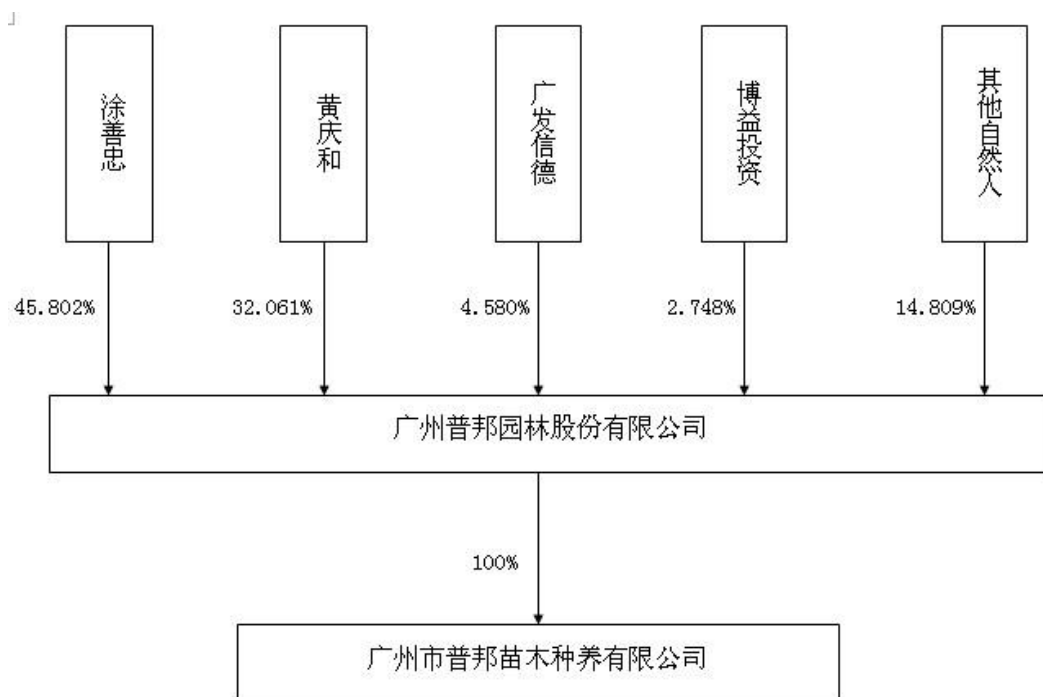 涂善忠
黄庆和
广发信德
博益投资
其他自然人
45.802%
32.061%
4.580%
2.748%
14.809%
广州普邦园林股份有限公司
100%
广州市普邦苗木种养有限公司